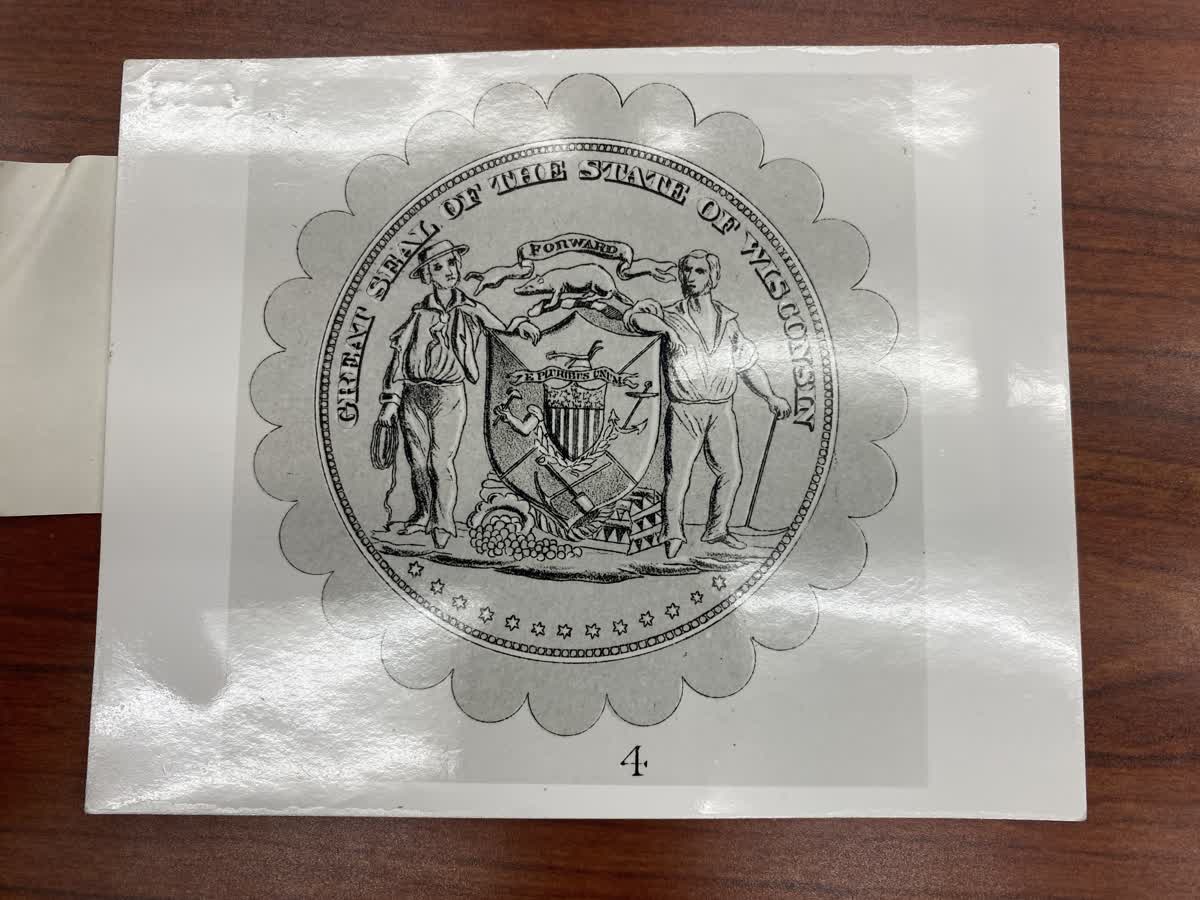 GREAT SEAL OF THE STATE OF WISCONSIN
FORWARD
E PLURIBUS UNUM
4.